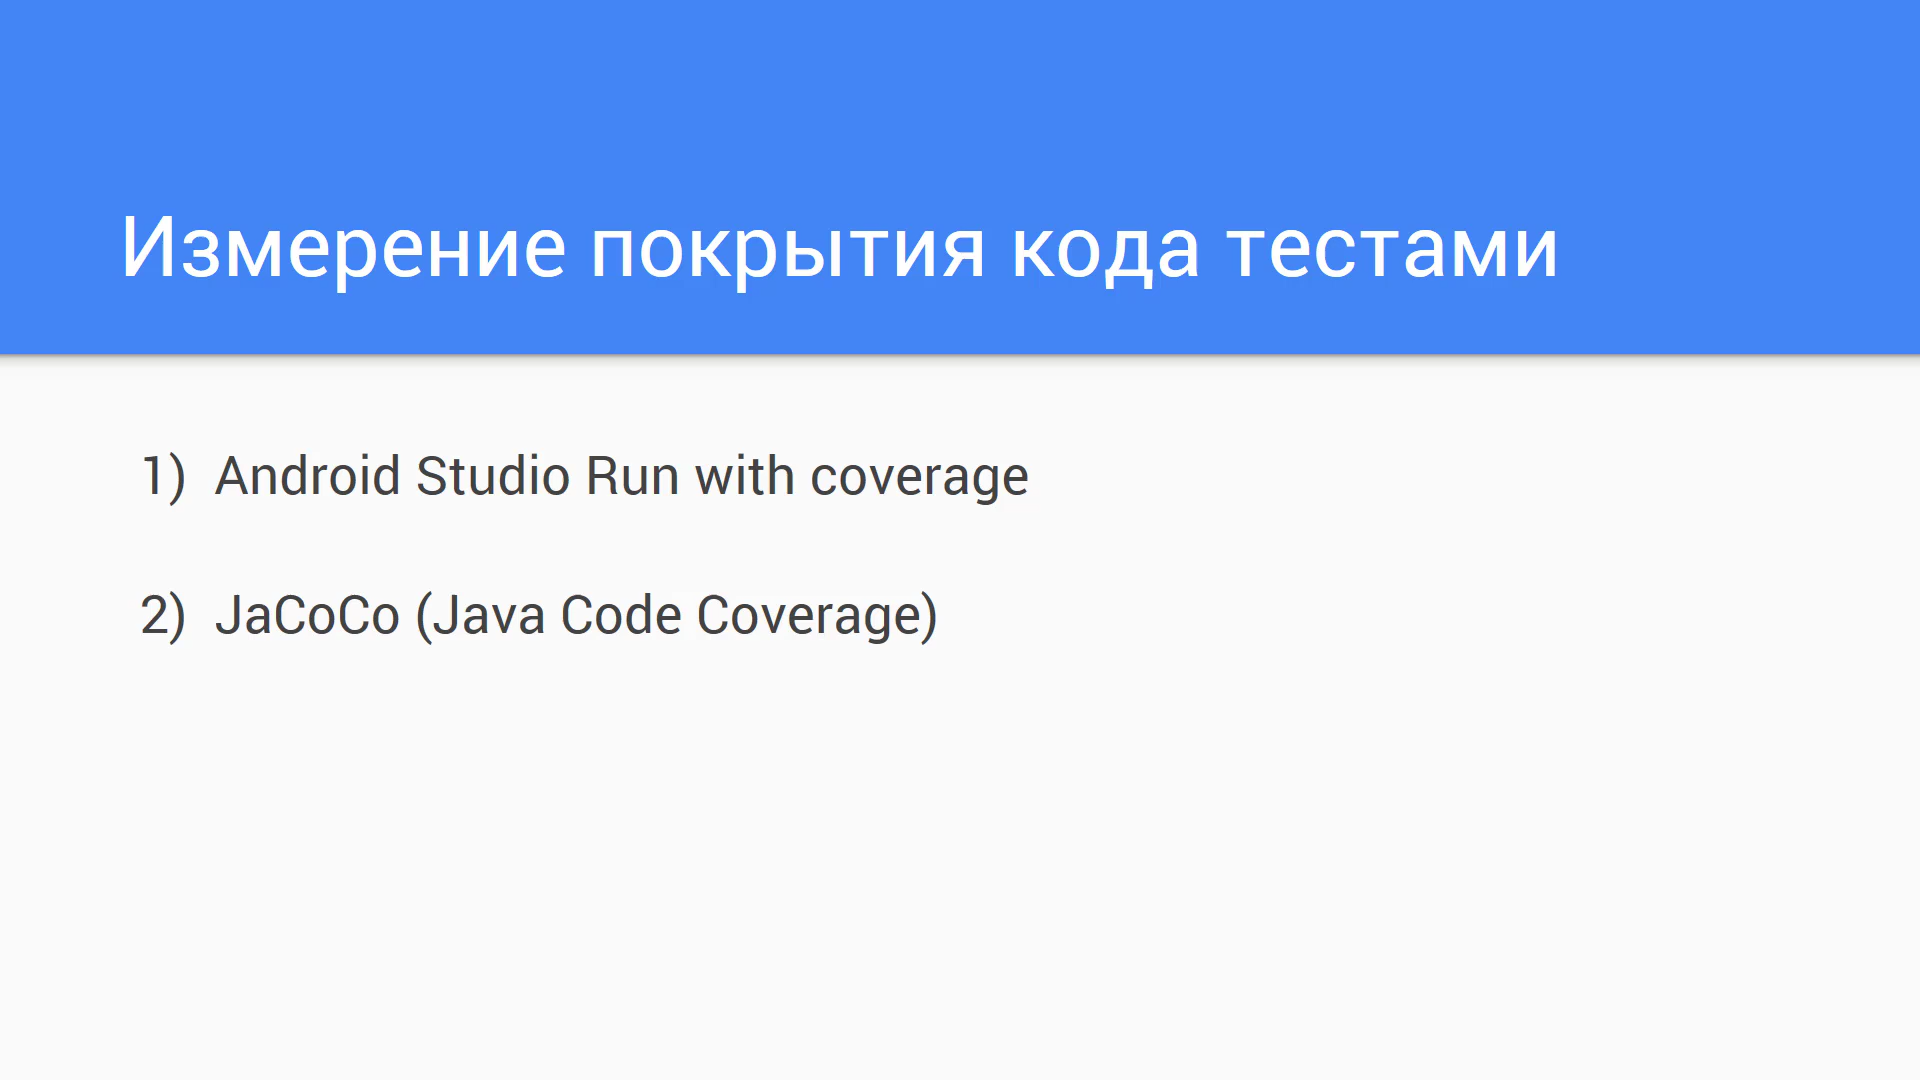 Измерение покрытия кода тестами
1) Android Studio Run with coverage
2) JaCoCo (Java Code Coverage)